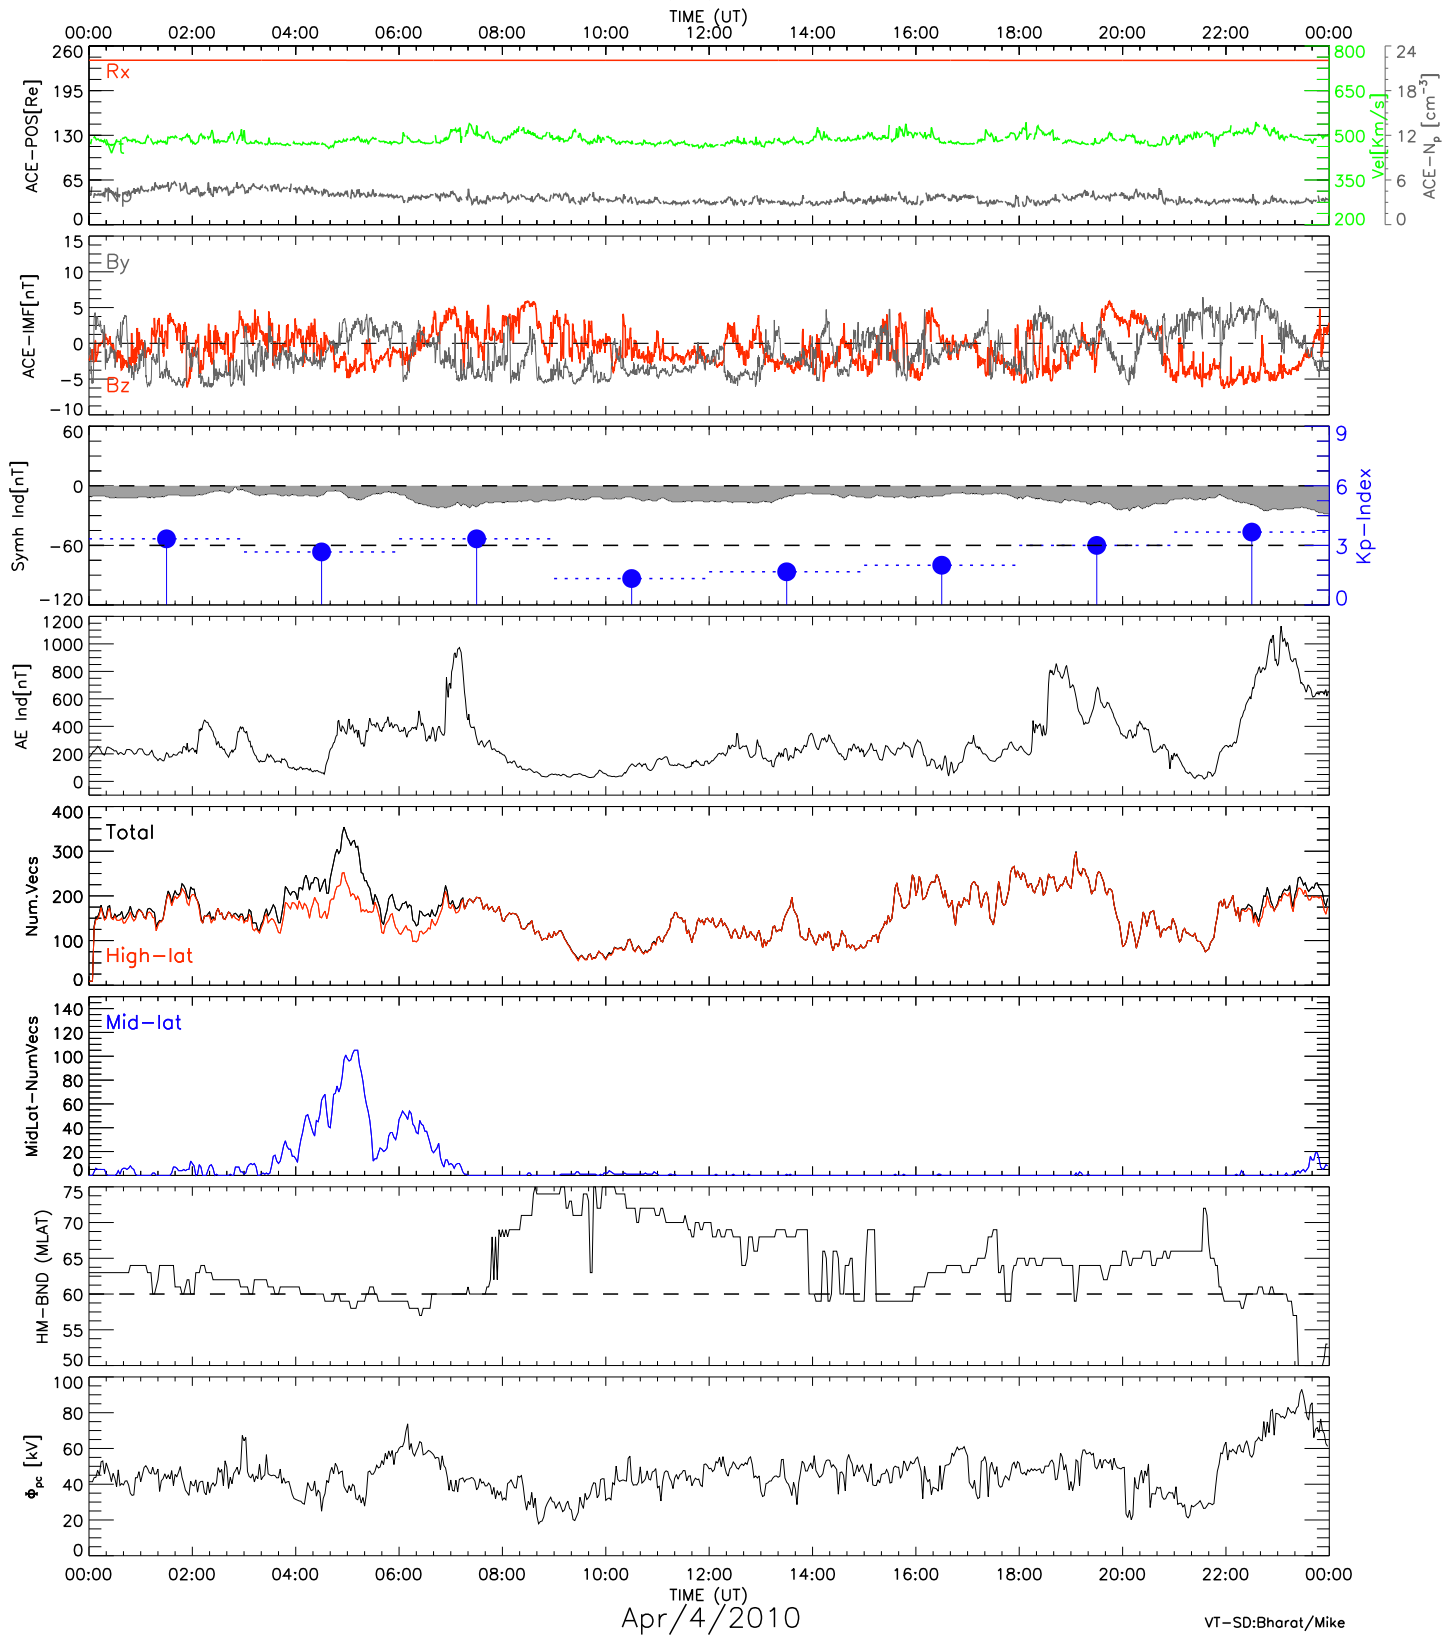 TIME (UT)
00:00 02:00 04:00 06:00 08:00 10:00 12:00 14:00 16:00 18:00 20:00 22:00 00:00
ACE-POS[Re]
260
195
130
65
0
Rx
Vt
Np
800
650
500
350
200
Vel[Km/s]
24
18
12
6
0
ACE-Np [cm-3]
ACE-IMF[nT]
15
10
5
0
-5
-10
By
Bz
Symh Ind[nT]
60
0
-60
-120
9
6
3
0
Kp-Index
AE Ind[nT]
1200
1000
800
600
400
200
0
Num.Vecs
400
300
200
100
0
Total
High-lat
MidLat-NumVecs
140
120
100
80
60
40
20
0
Mid-lat
HM-BND (MLAT)
75
70
65
60
55
50
Φpc [kV]
100
80
60
40
20
0
00:00 02:00 04:00 06:00 08:00 10:00 12:00 14:00 16:00 18:00 20:00 22:00 00:00
TIME (UT)
Apr/4/2010
VT-SD:Bharat/Mike